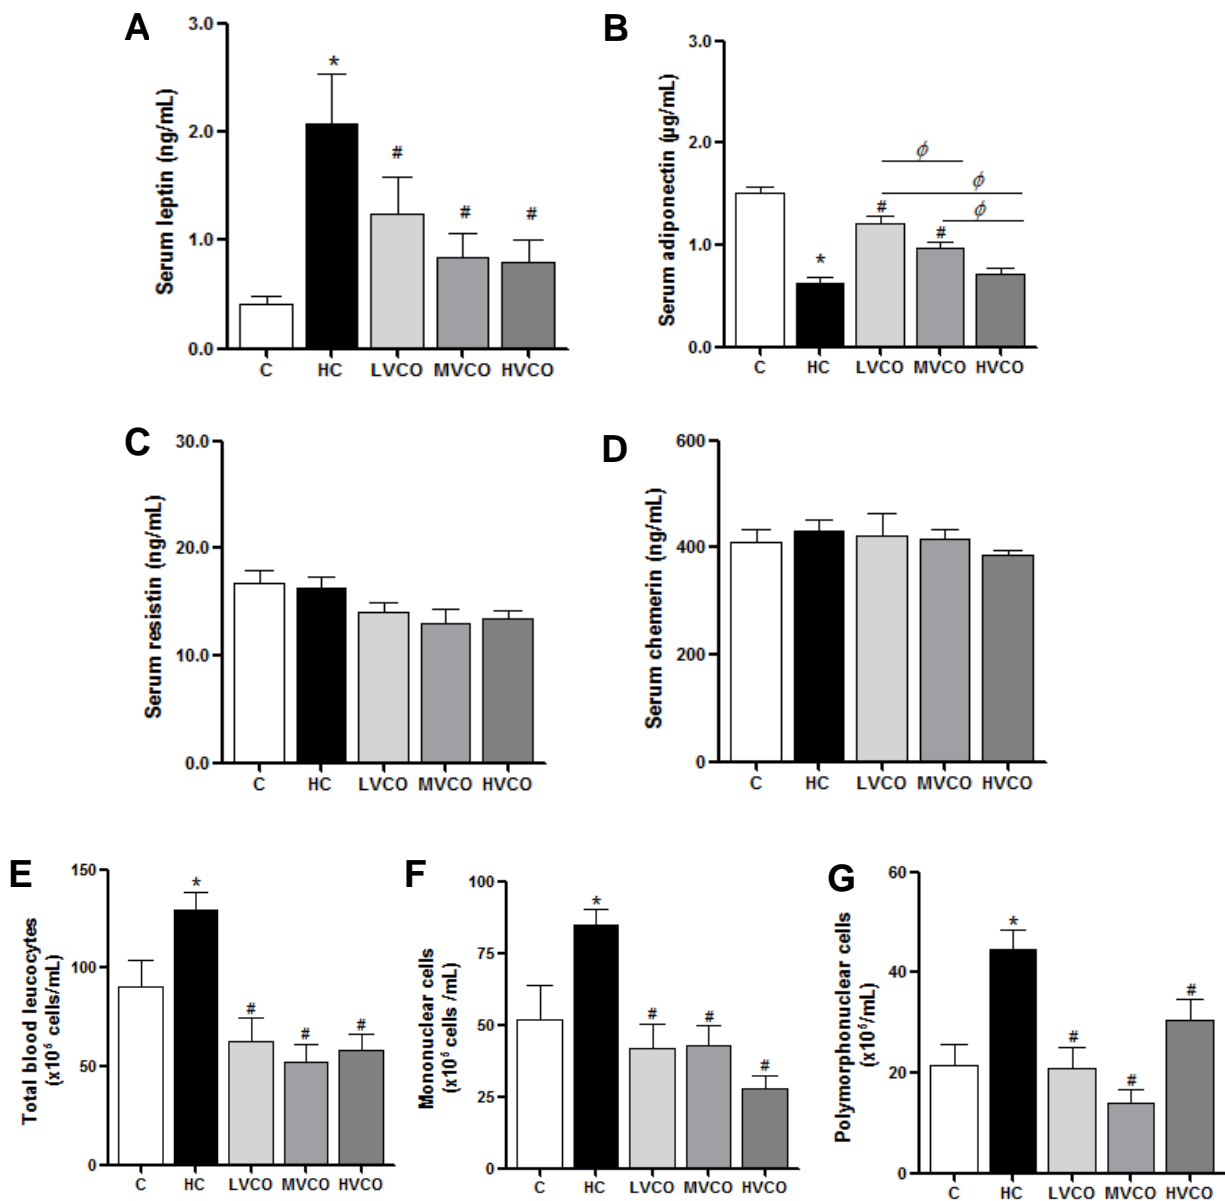 A
Serum leptin (ng/mL)
3.0
2.0
1.0
0.0
*
#
#
#
C HC LVCO MVCO HVCO
B
Serum adiponectin (µg/mL)
3.0
2.0
1.0
0.0
ϕ
ϕ
ϕ
*
#
#
C HC LVCO MVCO HVCO
C
Serum resistin (ng/mL)
30.0
20.0
10.0
0.0
C HC LVCO MVCO HVCO
D
Serum chemerin (ng/mL)
600
400
200
0
C HC LVCO MVCO HVCO
E
Total blood leucocytes
(x10⁶ cells/mL)
150
100
50
0
*
#
#
#
C HC LVCO MVCO HVCO
F
Mononuclear cells
(x10⁶ cells /mL)
100
75
50
25
0
*
#
#
#
C HC LVCO MVCO HVCO
G
Polymorphonuclear cells
(x10⁶/mL)
60
40
20
0
*
#
#
#
C HC LVCO MVCO HVCO